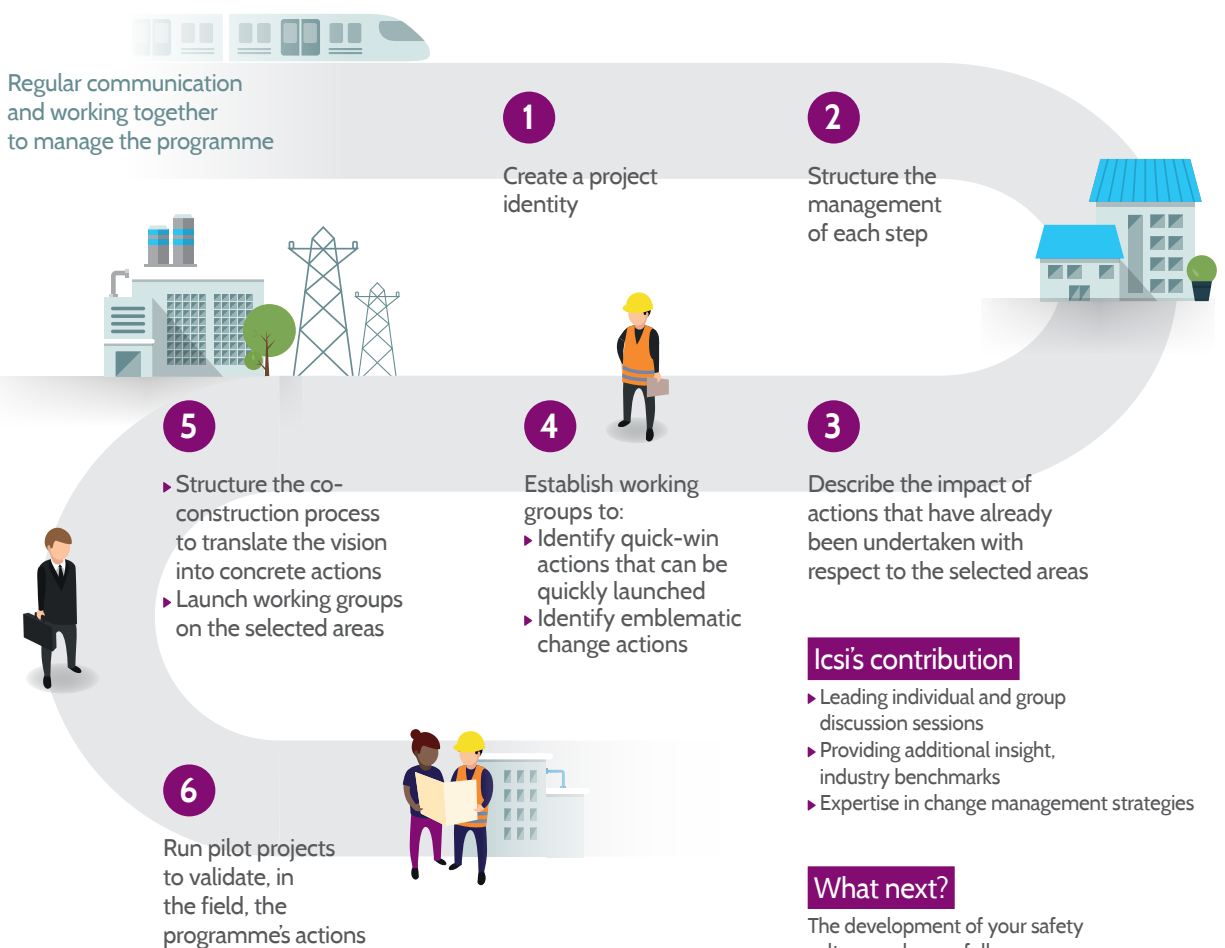 Regular communication
and working together
to manage the programme
1
Create a project
identity
2
Structure the
management
of each step
3
Describe the impact of
actions that have already
been undertaken with
respect to the selected areas
4
Establish working
groups to:
Identify quick-win
actions that can be
quickly launched
Identify emblematic
change actions
5
Structure the co-
construction process
to translate the vision
into concrete actions
Launch working groups
on the selected areas
6
Run pilot projects
to validate, in
the field, the
programme's actions
Icsi's contribution
Leading individual and group
discussion sessions
Providing additional insight,
industry benchmarks
Expertise in change management strategies
What next?
The development of your safety